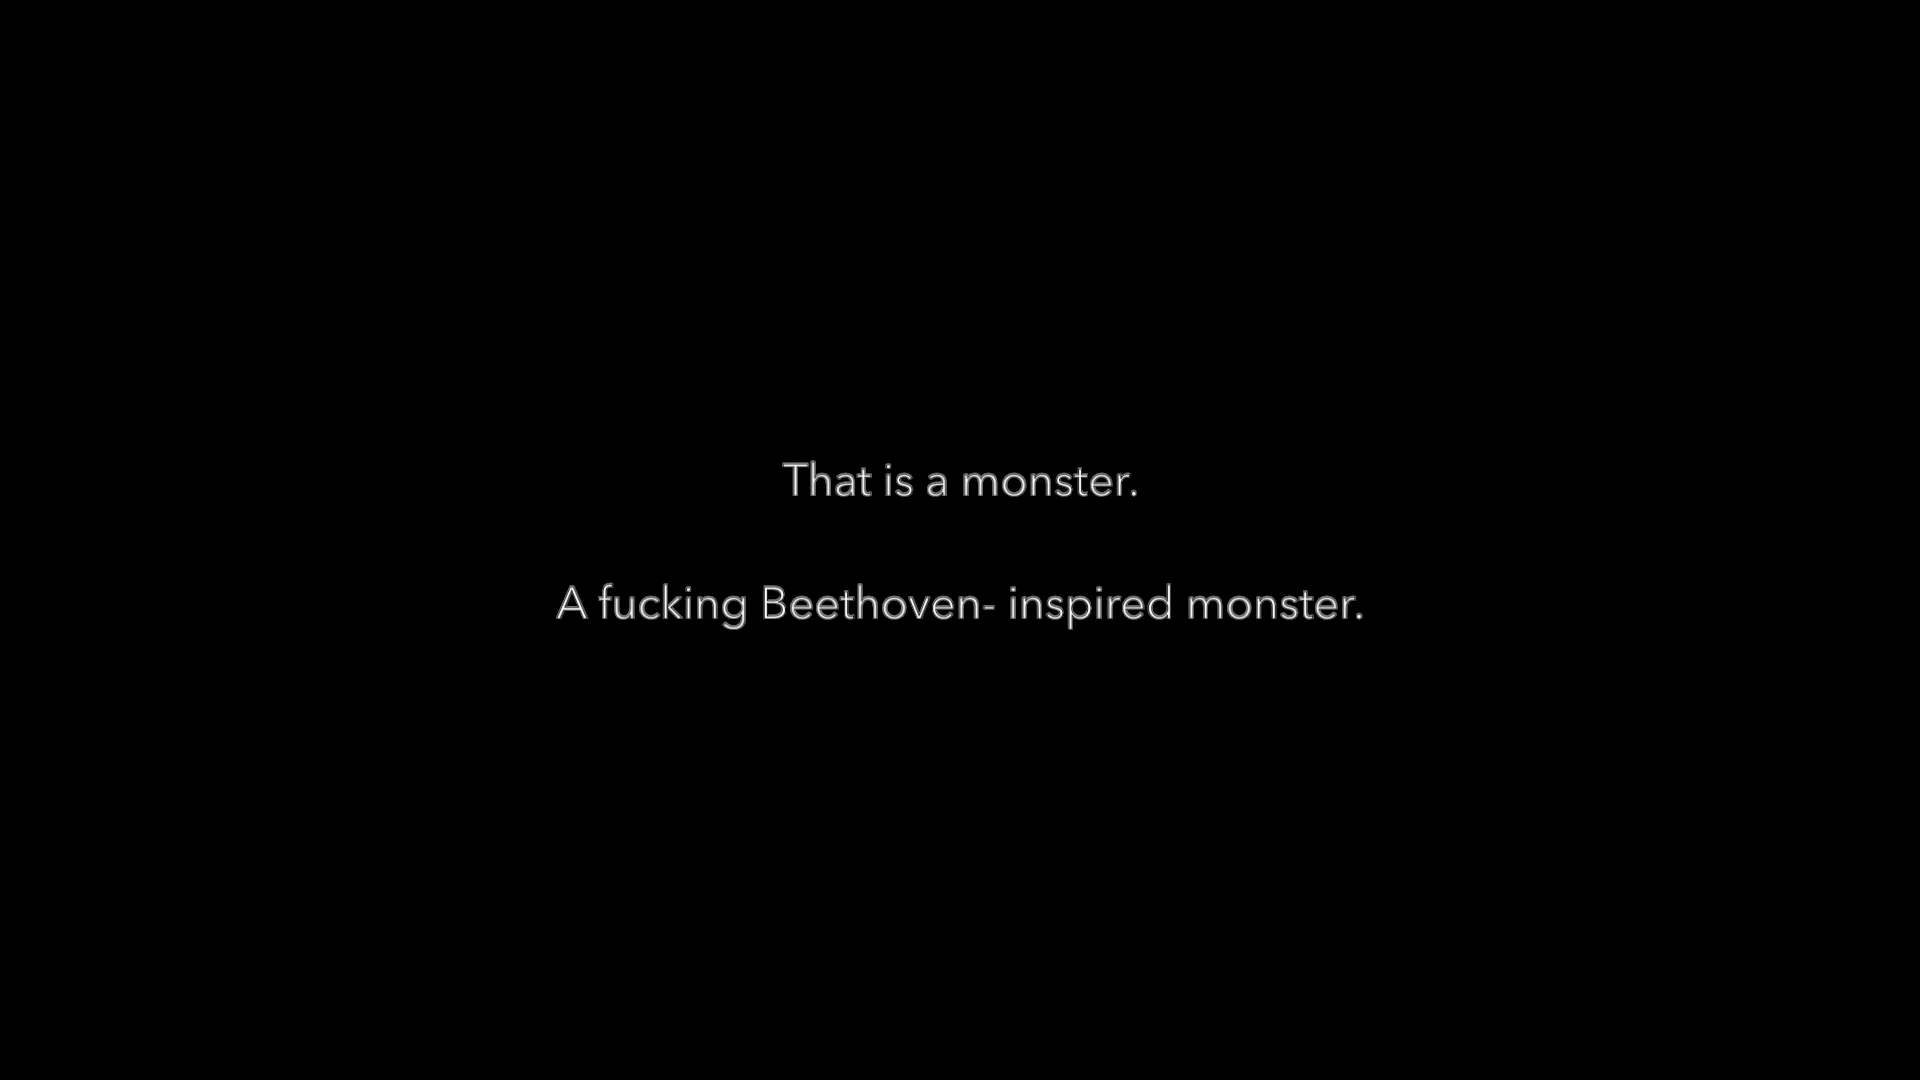 That is a monster.
A fucking Beethoven- inspired monster.